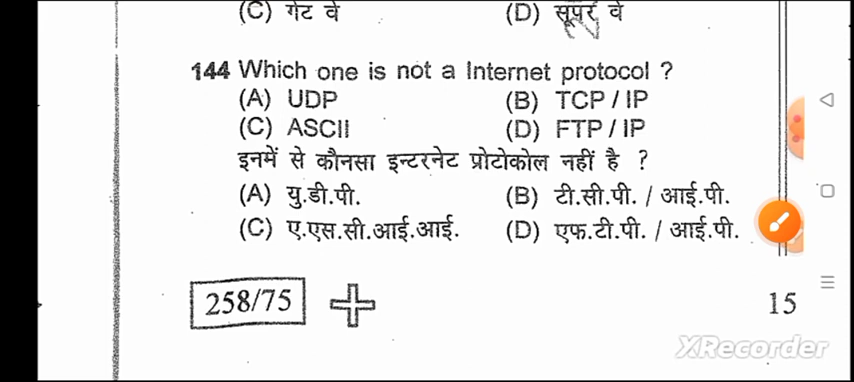 (C) गेट वे (D) सूपर वे
144 Which one is not a Internet protocol ?
(A) UDP (B) TCP / IP
(C) ASCII (D) FTP / IP
इनमें से कौनसा इन्टरनेट प्रोटोकोल नहीं है ?
(A) यु.डी.पी. (B) टी.सी.पी. / आई.पी.
(C) ए.एस.सी.आई.आई. (D) एफ.टी.पी. / आई.पी.
258/75 15
XRecorder